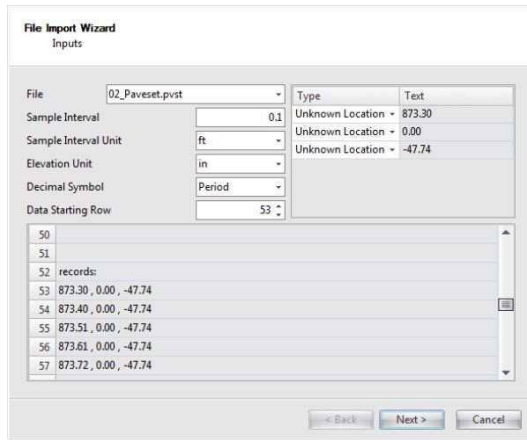 File Import Wizard
Inputs
File 02_Paveset.pvst
Sample Interval 0.1
Sample Interval Unit ft
Elevation Unit in
Decimal Symbol Period
Data Starting Row 53
Type Text
Unknown Location 873.30
Unknown Location 0.00
Unknown Location -47.74
50
51
52 records:
53 873.30 , 0.00 , -47.74
54 873.40 , 0.00 , -47.74
55 873.51 , 0.00 , -47.74
56 873.61 , 0.00 , -47.74
57 873.72 , 0.00 , -47.74
< Back Next > Cancel